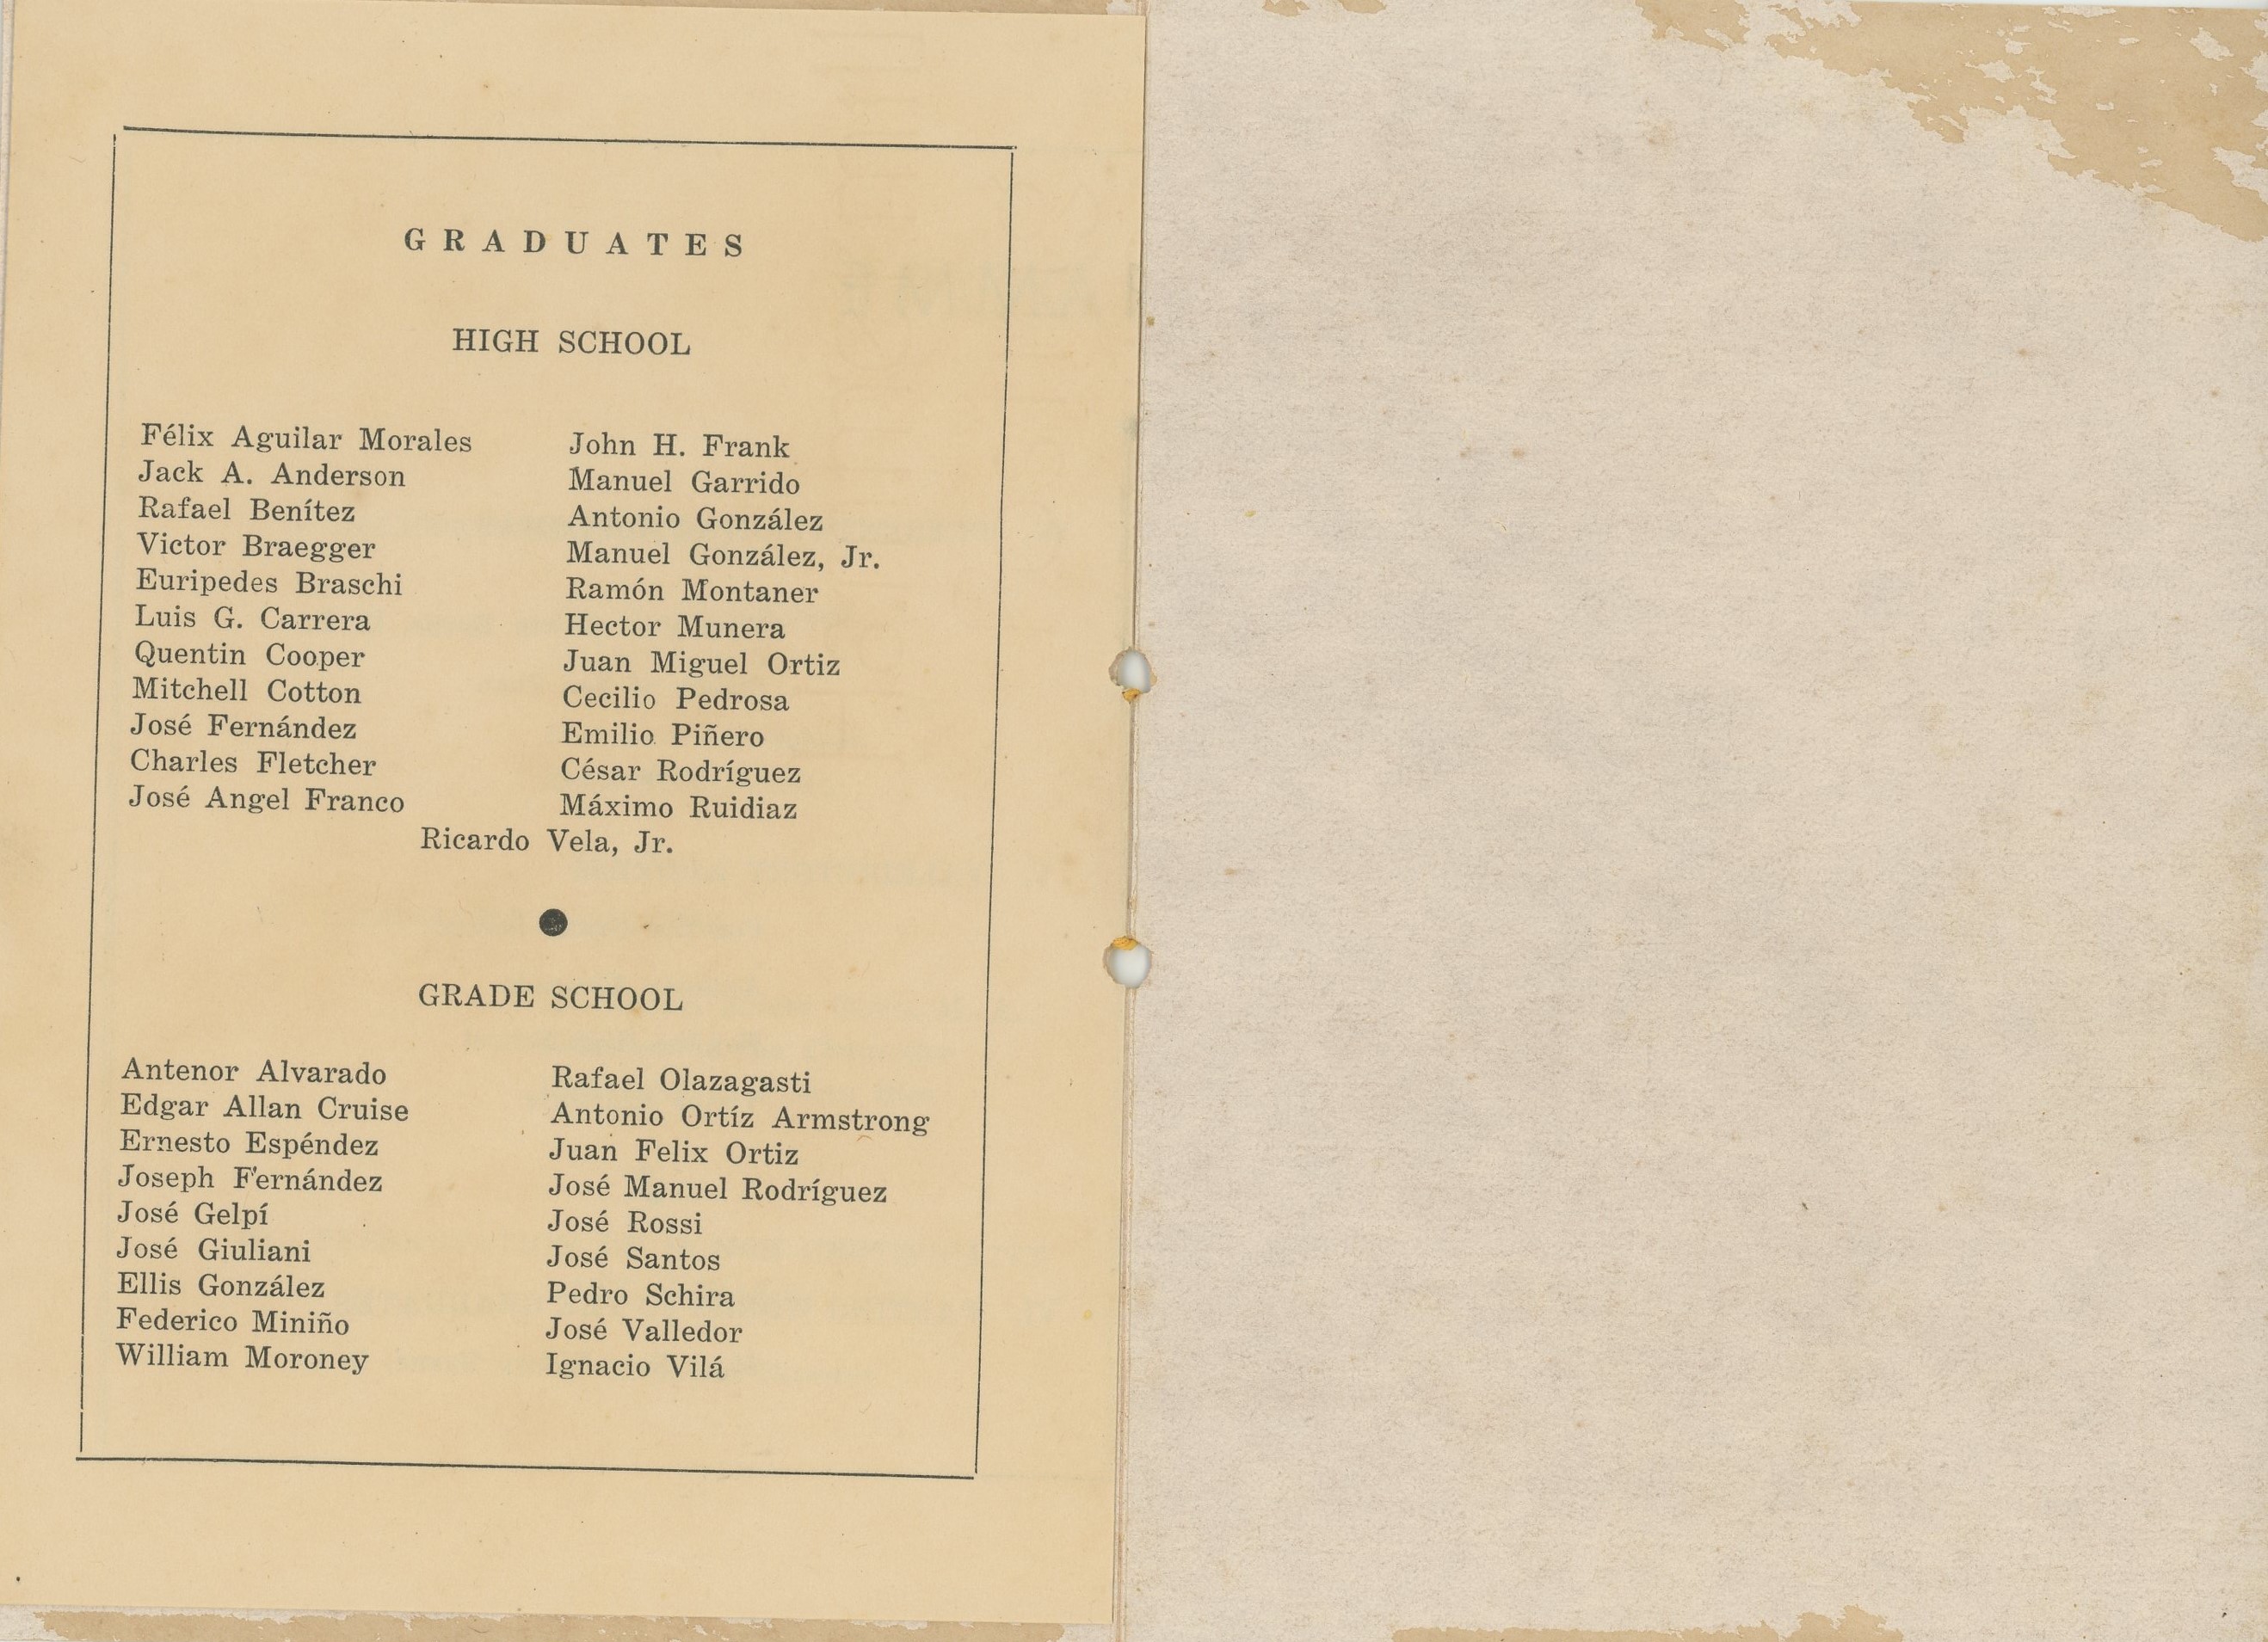 GRADUATES
HIGH SCHOOL
Félix Aguilar Morales
Jack A. Anderson
Rafael Benítez
Victor Braegger
Euripedes Braschi
Luis G. Carrera
Quentin Cooper
Mitchell Cotton
José Fernández
Charles Fletcher
José Angel Franco
John H. Frank
Manuel Garrido
Antonio González
Manuel González, Jr.
Ramón Montaner
Hector Munera
Juan Miguel Ortiz
Cecilio Pedrosa
Emilio Piñero
César Rodríguez
Máximo Ruidiaz
Ricardo Vela, Jr.
GRADE SCHOOL
Antenor Alvarado
Edgar Allan Cruise
Ernesto Espéndez
Joseph Fernández
José Gelpí
José Giuliani
Ellis González
Federico Miniño
William Moroney
Rafael Olazagasti
Antonio Ortíz Armstrong
Juan Felix Ortiz
José Manuel Rodríguez
José Rossi
José Santos
Pedro Schira
José Valledor
Ignacio Vilá